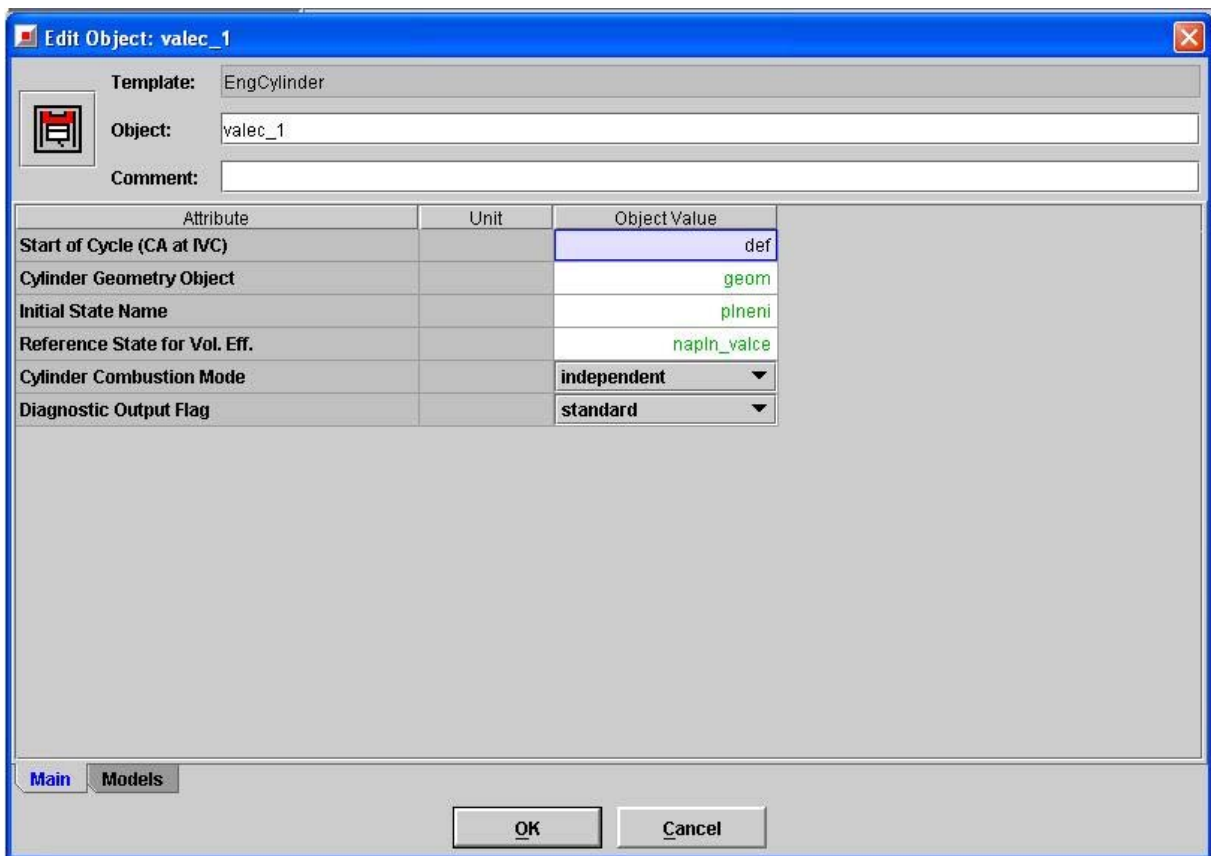 Edit Object: valec_1
Template: EngCylinder
Object: valec_1
Comment:
Attribute Unit Object Value
Start of Cycle (CA at IVC) def
Cylinder Geometry Object geom
Initial State Name plneni
Reference State for Vol. Eff. napln_valce
Cylinder Combustion Mode independent
Diagnostic Output Flag standard
Main Models
OK Cancel